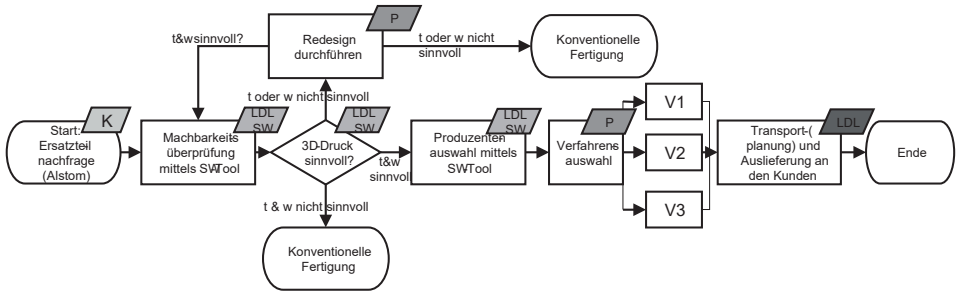 P
t&wsinnvoll?
Redesign
durchführen
t oder w nicht
sinnvoll
Konventionelle
Fertigung
t oder w nicht sinnvoll
K
Start:
Ersatzteil
nachfrage
(Alstom)
LDL
SW
Machbarkeits
überprüfung
mittels SWTool
LDL
SW
3D-Druck
sinnvoll?
t&w
sinnvoll
LDL
SW
Produzenten
auswahl mittels
SWTool
P
Verfahrens
auswahl
V1
V2
V3
LDL
Transport-(
planung) und
Auslieferung an
den Kunden
Ende
t & w nicht sinnvoll
Konventionelle
Fertigung